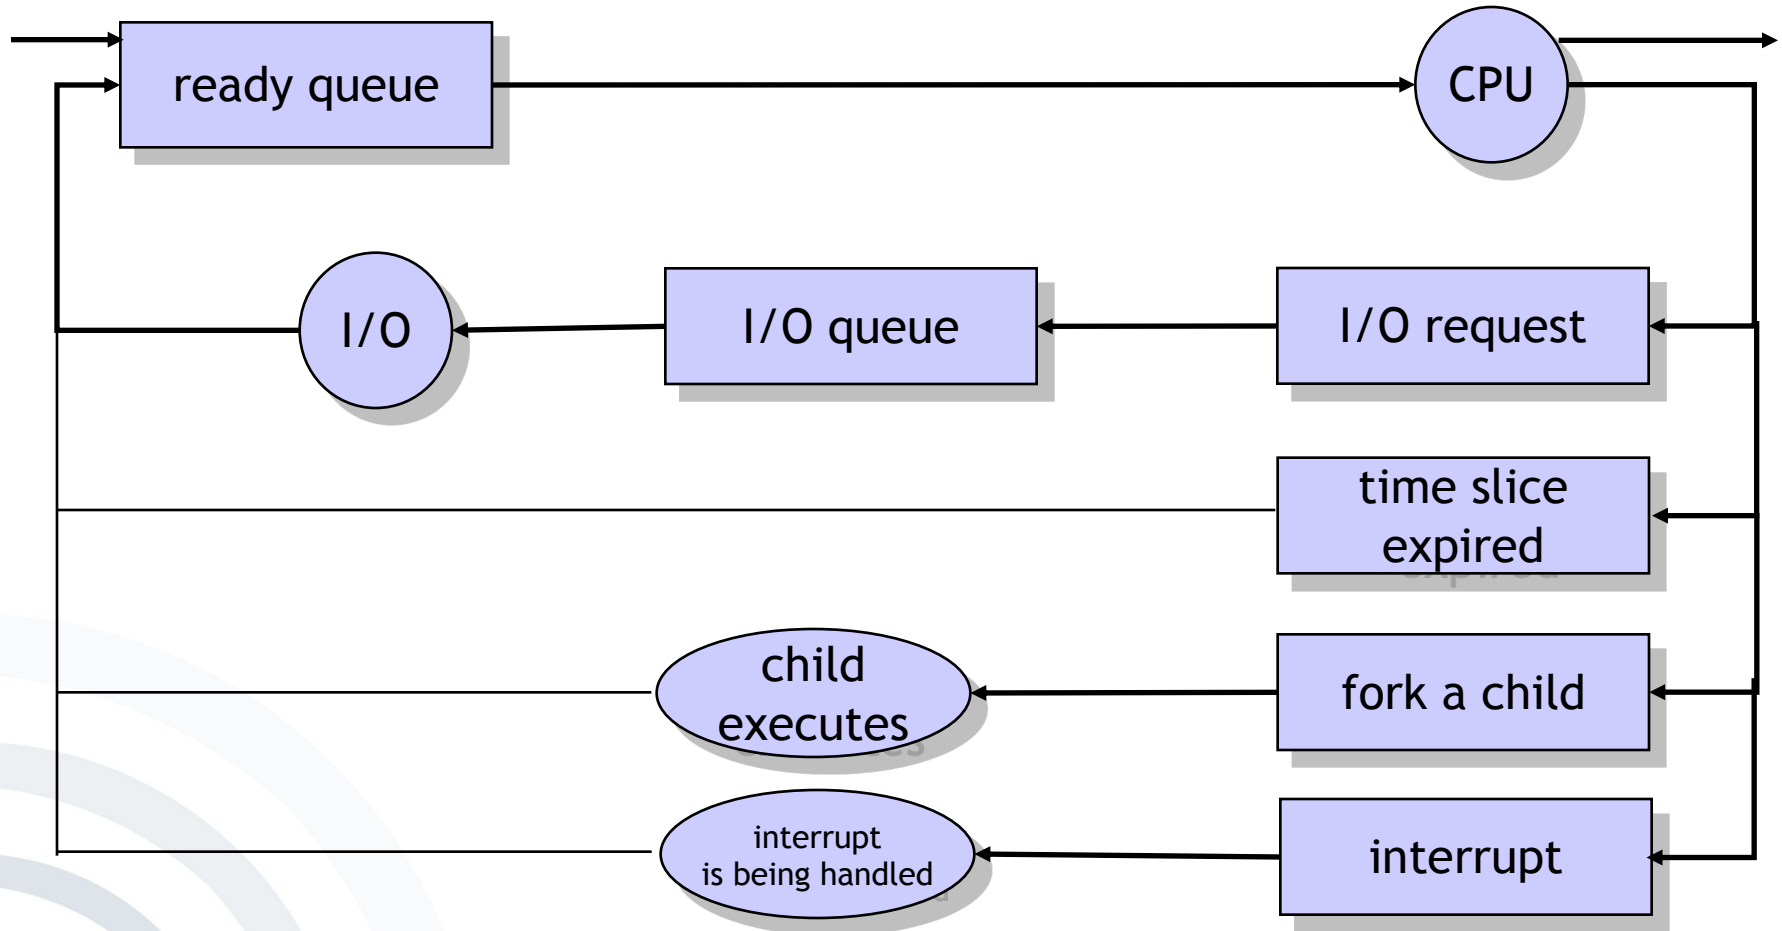 ready queue
CPU
I/O
I/O queue
I/O request
time slice
expired
child
executes
fork a child
interrupt
is being handled
interrupt